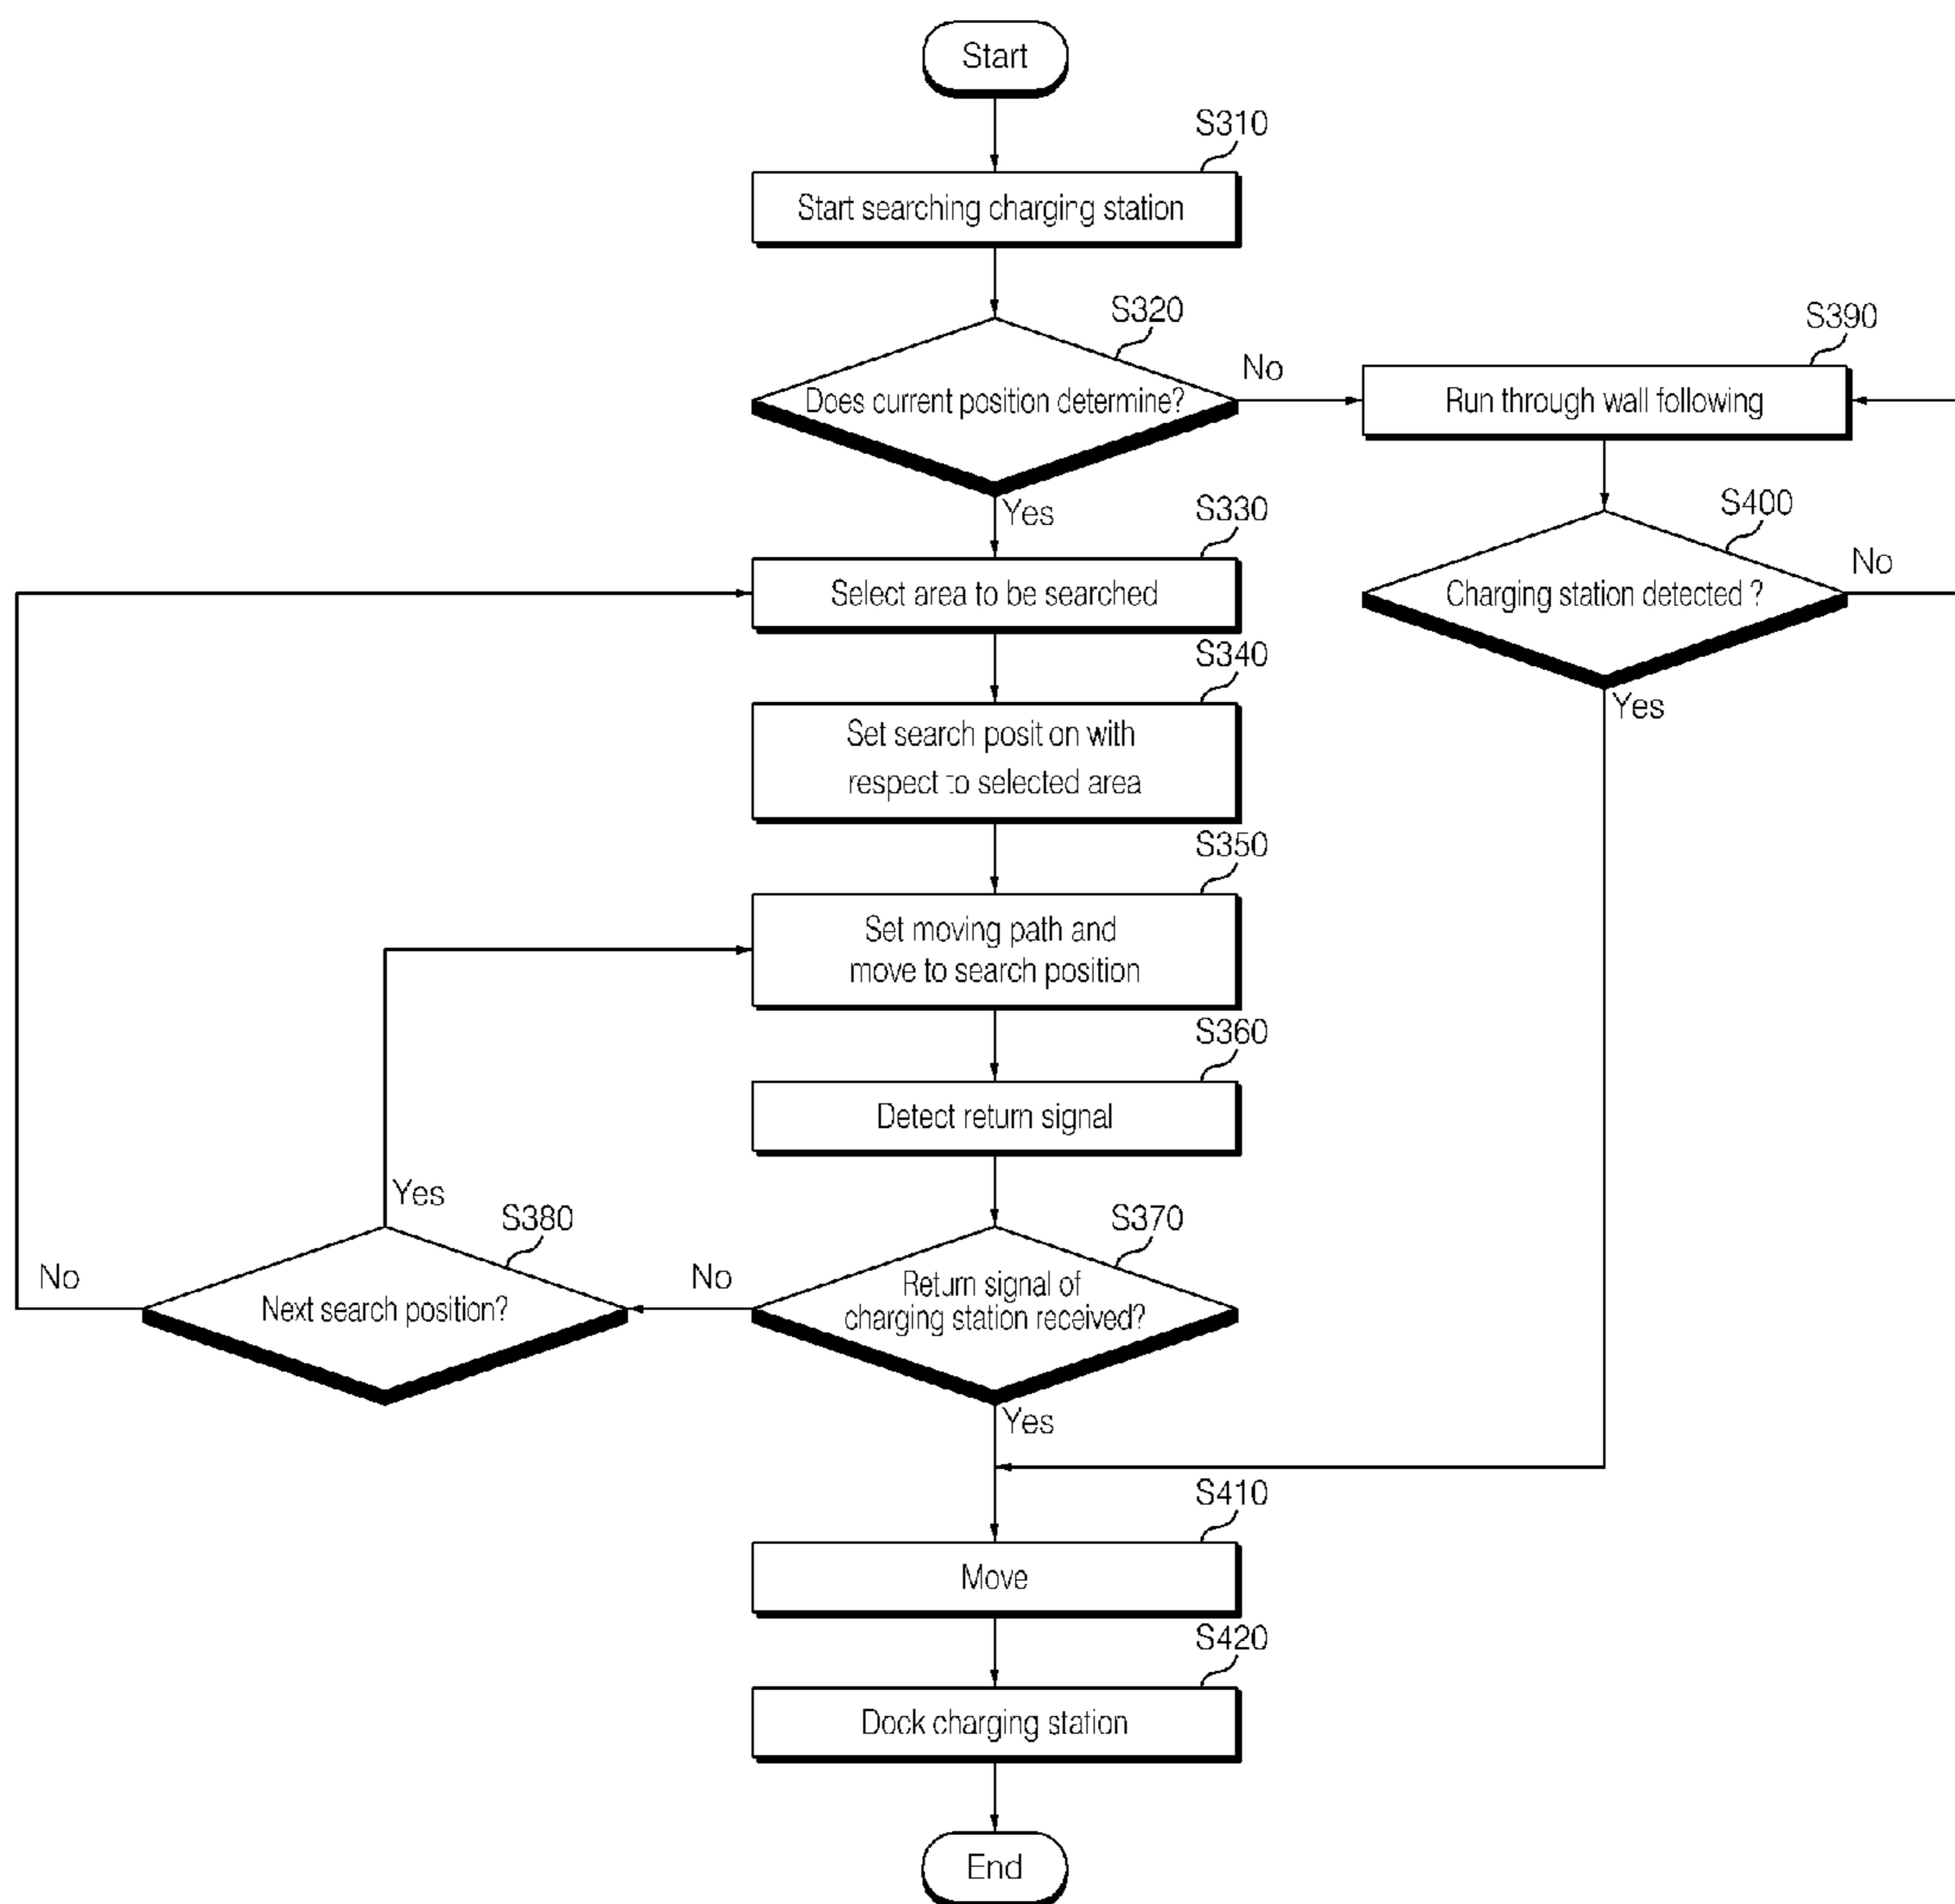 Start
S310
Start searching charging station
S320
Does current position determine?
No
Yes
S390
Run through wall following
S400
Charging station detected ?
No
Yes
S330
Select area to be searched
S340
Set search posit on with
respect to selected area
S350
Set moving path and
move to search position
S360
Detect return signal
S370
Return signal of
charging station received?
No
Yes
S380
Next search position?
Yes
No
S410
Move
S420
Dock charging station
End